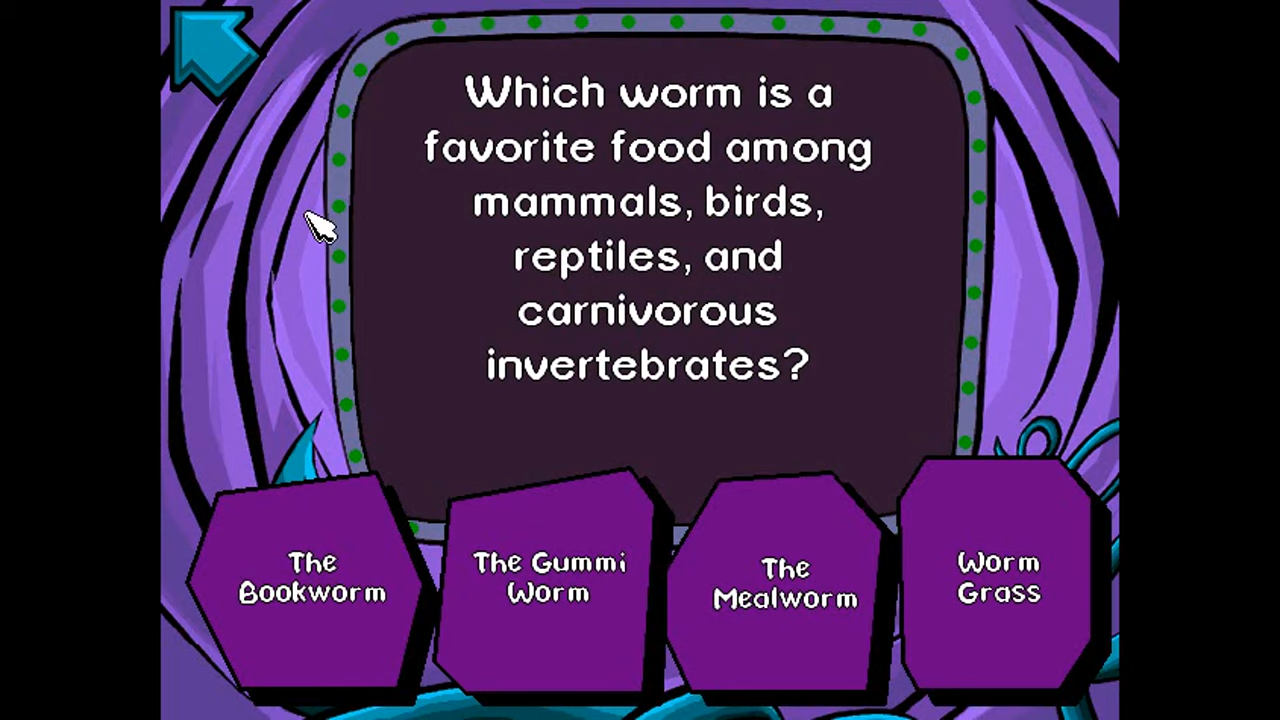 Which worm is a
favorite food among
mammals, birds,
reptiles, and
carnivorous
invertebrates?
The
Bookworm
The Gummi
Worm
The
Mealworm
Worm
Grass